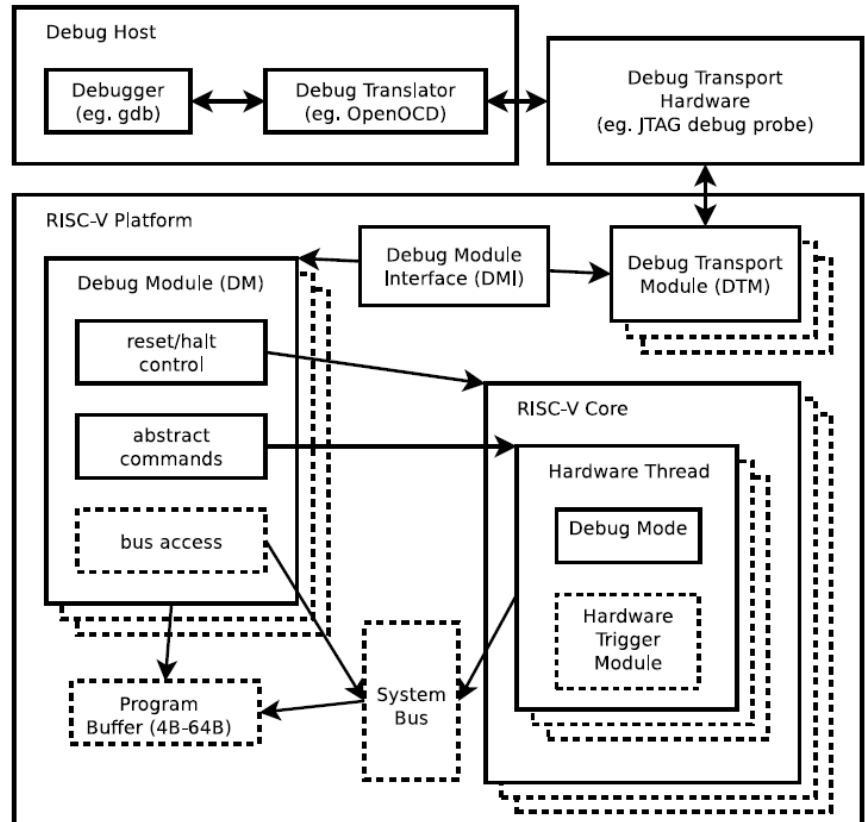 Debug Host
Debugger
(eg. gdb)
Debug Translator
(eg. OpenOCD)
Debug Transport
Hardware
(eg. JTAG debug probe)
RISC-V Platform
Debug Module
Interface (DMI)
Debug Transport
Module (DTM)
Debug Module (DM)
reset/halt
control
abstract
commands
bus access
RISC-V Core
Hardware Thread
Debug Mode
Hardware
Trigger
Module
Program
Buffer (4B-64B)
System
Bus